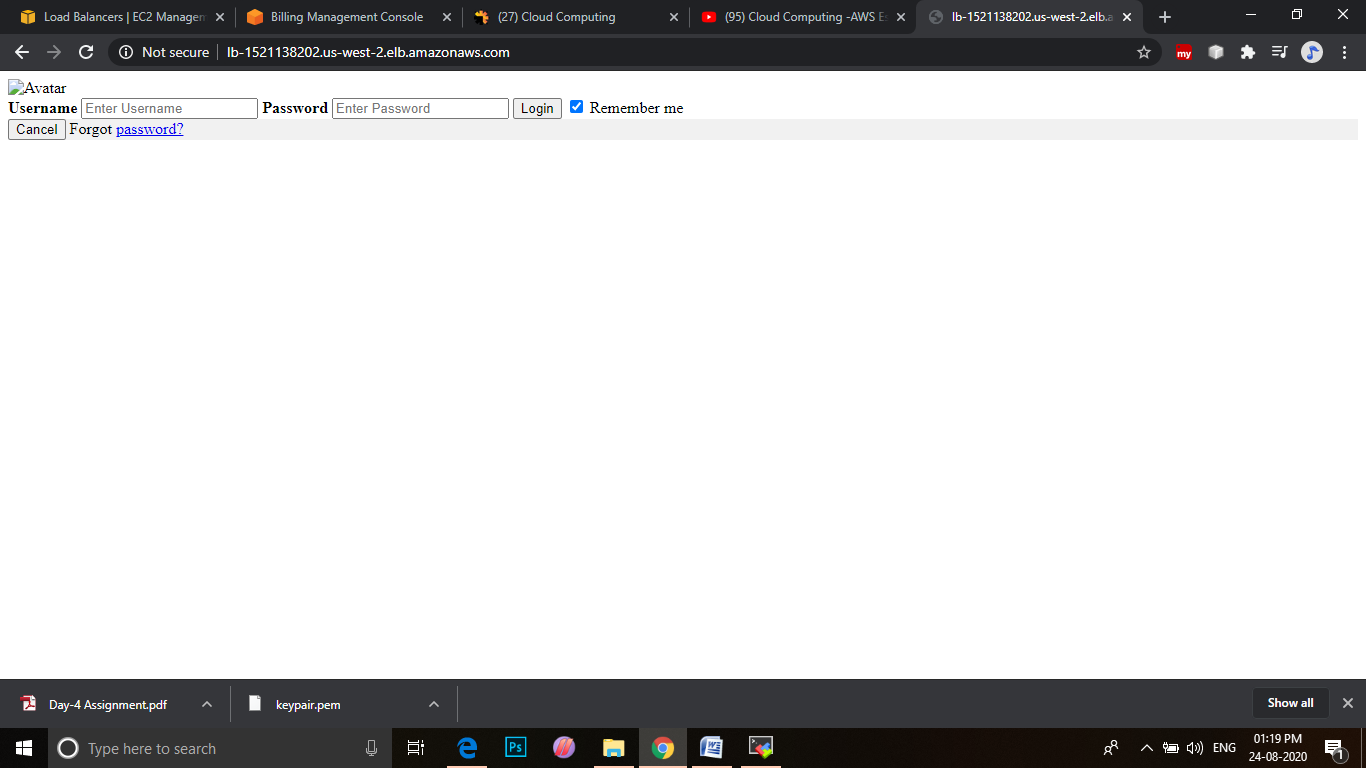 Load Balancers | EC2 Managem
Billing Management Console
(27) Cloud Computing
(95) Cloud Computing -AWS Es
lb-1521138202.us-west-2.elb.a
Not secure
lb-1521138202.us-west-2.elb.amazonaws.com
my
Avatar
Username Enter Username Password Enter Password Login Remember me
Cancel Forgot password?
Day-4 Assignment.pdf
keypair.pem
Show all
Type here to search
Ps
ENG
01:19 PM
24-08-2020
1